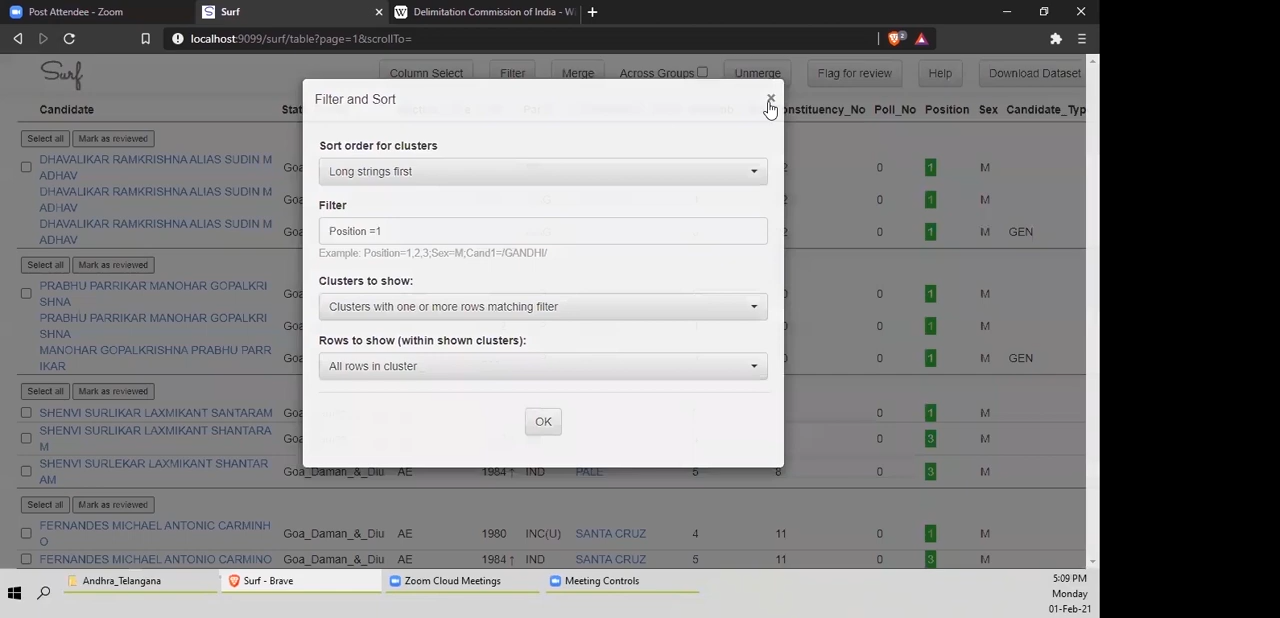 Post Attendee - Zoom
Surf
Delimitation Commission of India - W
localhost:9099/surf/table?page=1&scrollTo=
2
Surf
Column Select
Filter
Merge
Across Groups
Unmerge
Flag for review
Help
Download Dataset
Candidate
Position
Sex
Candidate_Typ
onstituency_No
Poll_No
Filter and Sort
×
Select all
Mark as reviewed
Sort order for clusters
DHAVALIKAR RAMKRISHNA ALIAS SUDIN M
ADHAV
Long strings first
0 1 M
DHAVALIKAR RAMKRISHNA ALIAS SUDIN M
ADHAV
0 1 M
Filter
DHAVALIKAR RAMKRISHNA ALIAS SUDIN M
ADHAV
Position =1
0 1 M GEN
Example: Position=1,2,3;Sex=M;Cand1=/GANDHI/
Select all
Mark as reviewed
Clusters to show:
PRABHU PARRIKAR MANOHAR GOPALKRI
SHNA
Clusters with one or more rows matching filter
0 1 M
PRABHU PARRIKAR MANOHAR GOPALKRI
SHNA
0 1 M
Rows to show (within shown clusters):
MANOHAR GOPALKRISHNA PRABHU PARR
IKAR
All rows in cluster
0 1 M GEN
Select all
Mark as reviewed
SHENVI SURLIKAR LAXMIKANT SANTARAM
0 1 M
OK
SHENVI SURLIKAR LAXMIKANT SHANTARA
M
0 3 M
SHENVI SURLEKAR LAXMIKANT SHANTAR
AM
Goa_Daman_&_Diu AE 1984 ↑ IND PALE 5 8 0 3 M
Select all
Mark as reviewed
FERNANDES MICHAEL ANTONIC CARMINH
O
Goa_Daman_&_Diu AE 1980 INC(U) SANTA CRUZ 4 11 0 1 M
FERNANDES MICHAEL ANTONIO CARMINO Goa_Daman_&_Diu AE 1984 ↑ IND SANTA CRUZ 5 11 0 3 M
Andhra_Telangana
Surf - Brave
Zoom Cloud Meetings
Meeting Controls
5:09 PM
Monday
01-Feb-21